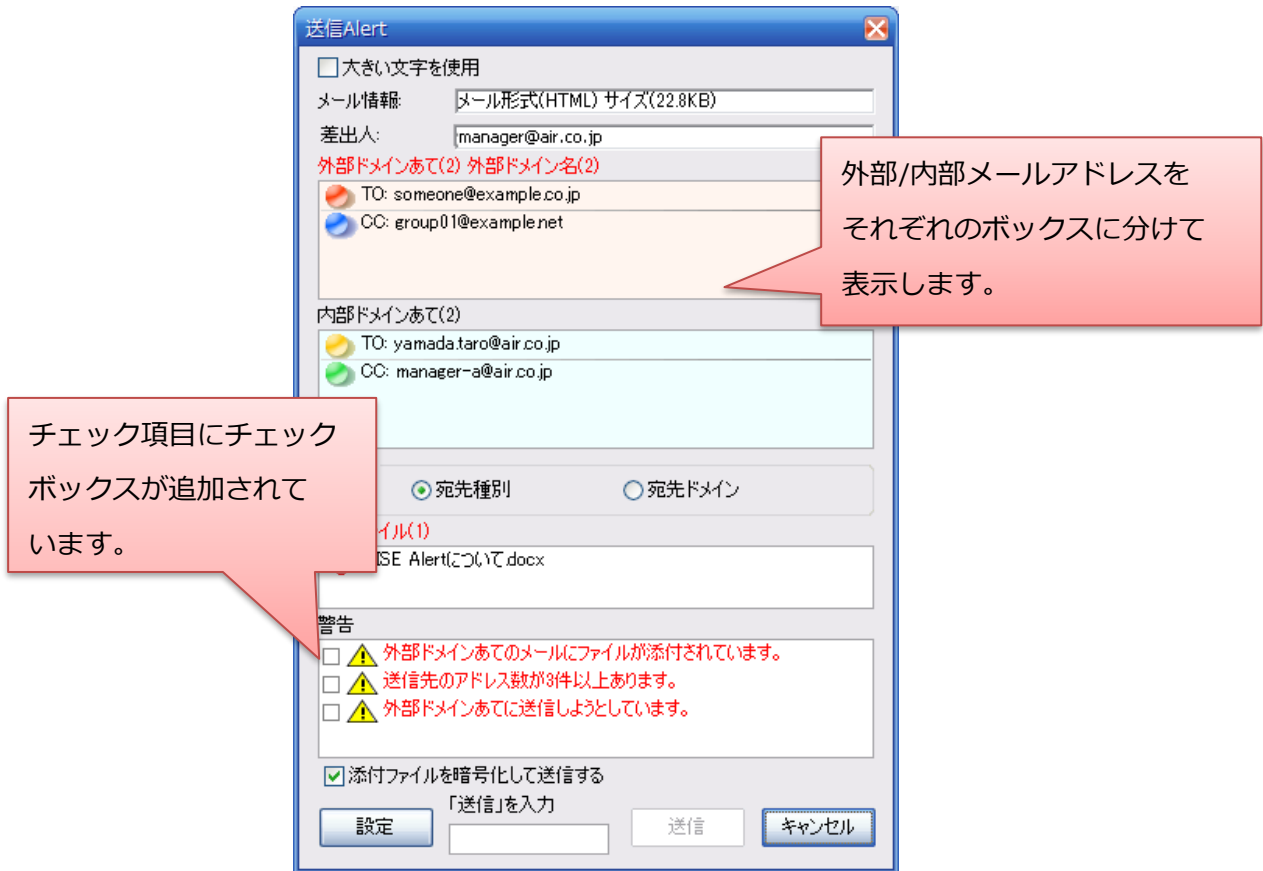 送信Alert
大きい文字を使用
メール情報: メール形式(HTML) サイズ(22.8KB)
差出人: manager@air.co.jp
外部ドメインあて(2) 外部ドメイン名(2)
TO: someone@example.co.jp
CC: group01@example.net
外部/内部メールアドレスを
それぞれのボックスに分けて
表示します。
内部ドメインあて(2)
TO: yamada.taro@air.co.jp
CC: manager-a@air.co.jp
チェック項目にチェック
ボックスが追加されて
います。
宛先種別 宛先ドメイン
イル(1)
SE Alertについて.docx
警告
外部ドメインあてのメールにファイルが添付されています。
送信先のアドレス数が3件以上あります。
外部ドメインあてに送信しようとしています。
添付ファイルを暗号化して送信する
「送信」を入力
設定 送信 キャンセル